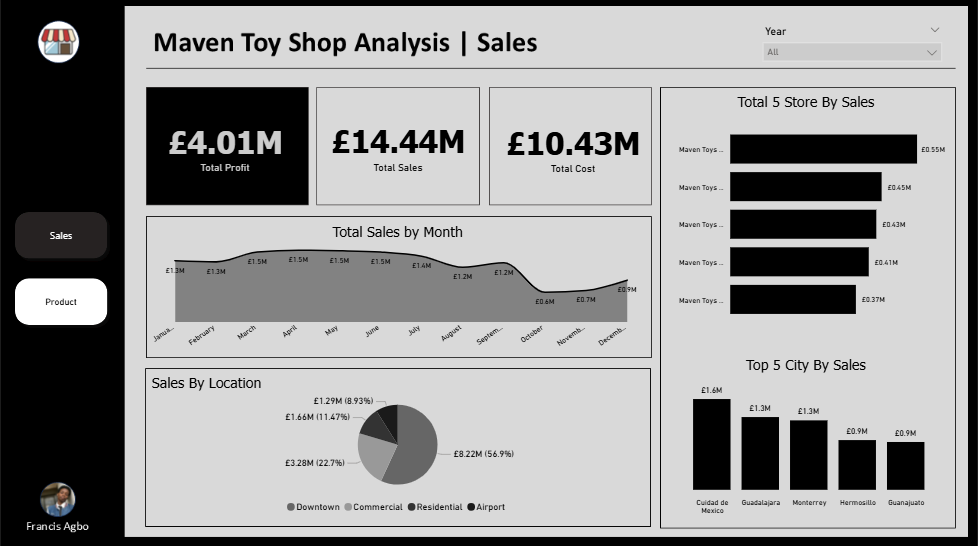 Maven Toy Shop Analysis | Sales
Year
All
£4.01M
Total Profit
£14.44M
Total Sales
£10.43M
Total Cost
Sales
Product
Francis Agbo
Total Sales by Month
£1.3M
£1.3M
£1.5M
£1.5M
£1.5M
£1.5M
£1.4M
£1.2M
£1.2M
£0.6M
£0.7M
£0.9M
Janua...
February
March
April
May
June
July
August
Septem...
October
Novemb...
Decemb...
Sales By Location
£1.29M (8.93%)
£1.66M (11.47%)
£3.28M (22.7%)
£8.22M (56.9%)
Downtown Commercial Residential Airport
Total 5 Store By Sales
Maven Toys ... £0.55M
Maven Toys ... £0.45M
Maven Toys ... £0.43M
Maven Toys ... £0.41M
Maven Toys ... £0.37M
Top 5 City By Sales
£1.6M
£1.3M
£1.3M
£0.9M
£0.9M
Cuidad de
Mexico
Guadalajara
Monterrey
Hermosillo
Guanajuato